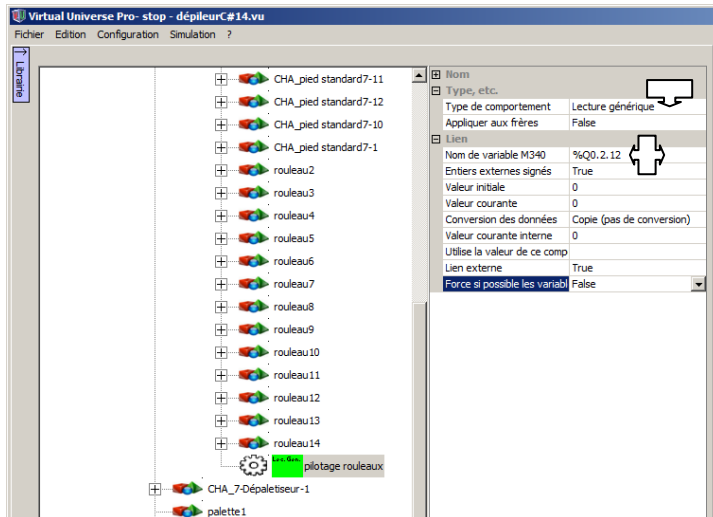 Virtual Universe Pro- stop - dépileurC#14.vu
Fichier Edition Configuration Simulation ?
Librairie
CHA_pied standard7-11
CHA_pied standard7-12
CHA_pied standard7-10
CHA_pied standard7-1
rouleau2
rouleau3
rouleau4
rouleau5
rouleau6
rouleau7
rouleau8
rouleau9
rouleau10
rouleau11
rouleau12
rouleau13
rouleau14
Lec. Gen.
pilotage rouleaux
CHA_7-Dépaletiseur-1
palette1
Nom
Type, etc.
Type de comportement Lecture générique
Appliquer aux frères False
Lien
Nom de variable M340 %Q0.2.12
Entiers externes signés True
Valeur initiale 0
Valeur courante 0
Conversion des données Copie (pas de conversion)
Valeur courante interne 0
Utilise la valeur de ce comp
Lien externe True
Force si possible les variabl False